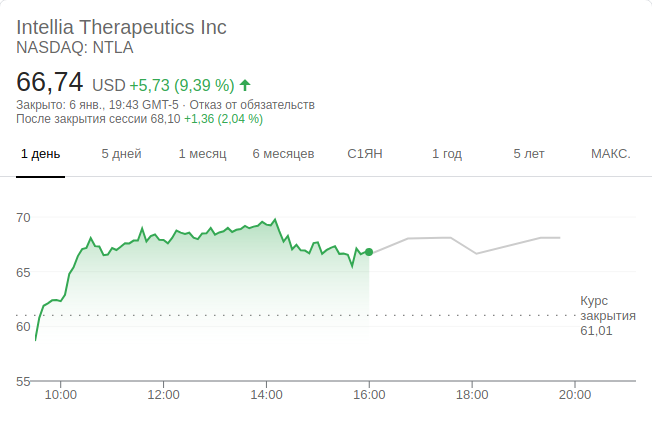 Intellia Therapeutics Inc
NASDAQ: NTLA
66,74 USD +5,73 (9,39 %)
Закрыто: 6 янв., 19:43 GMT-5 · Отказ от обязательств
После закрытия сессии 68,10 +1,36 (2,04 %)
1 день 5 дней 1 месяц 6 месяцев С1ЯН 1 год 5 лет МАКС.
70
65
60
55
Курс
закрытия
61,01
10:00 12:00 14:00 16:00 18:00 20:00